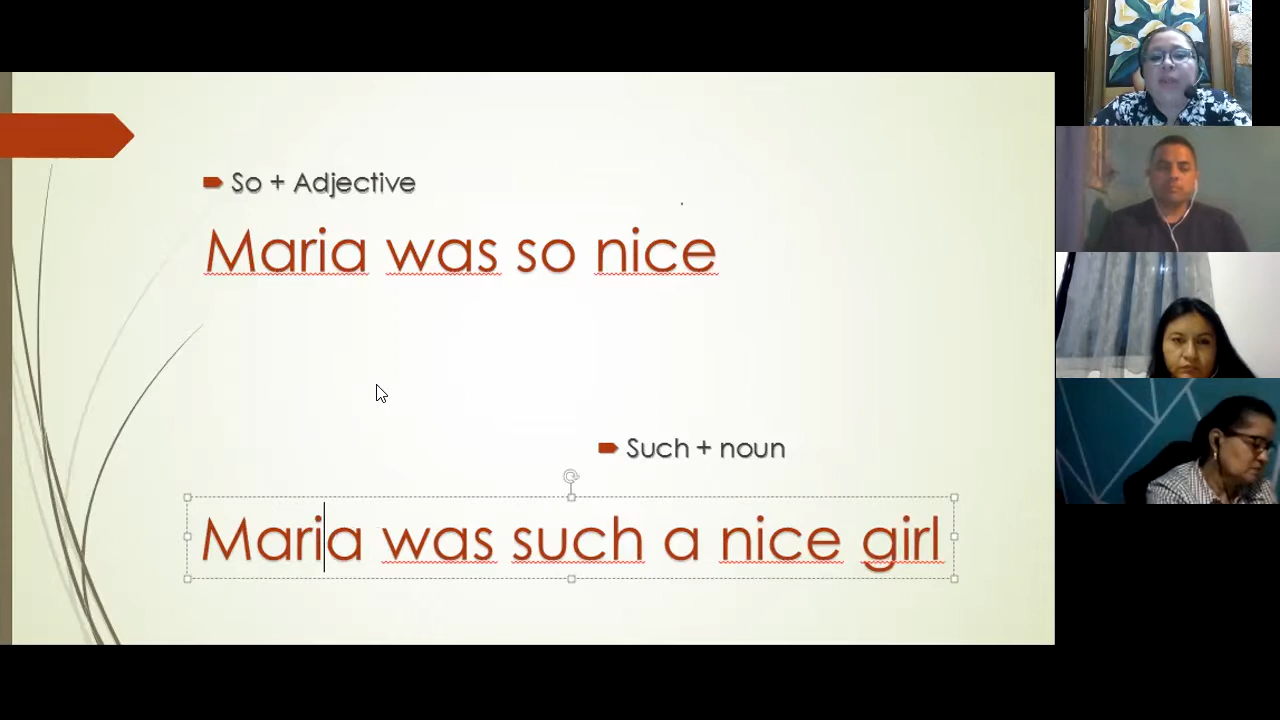 So + Adjective
Maria was so nice
Such + noun
Maria was such a nice girl